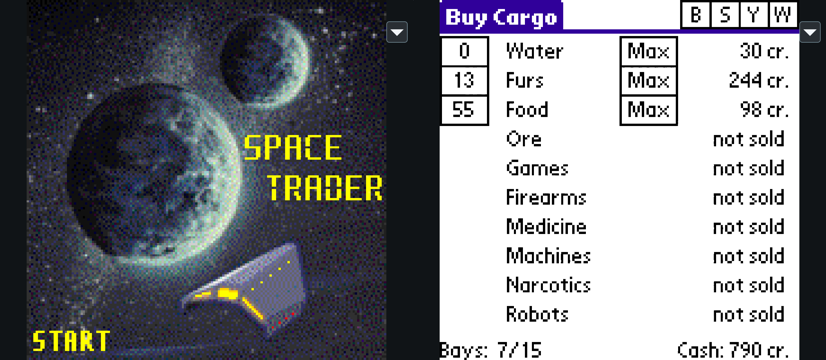 SPACE
TRADER
START
Buy Cargo B S Y W
0 Water Max 30 cr.
13 Furs Max 244 cr.
55 Food Max 98 cr.
Ore not sold
Games not sold
Firearms not sold
Medicine not sold
Machines not sold
Narcotics not sold
Robots not sold
Bays: 7/15 Cash: 790 cr.